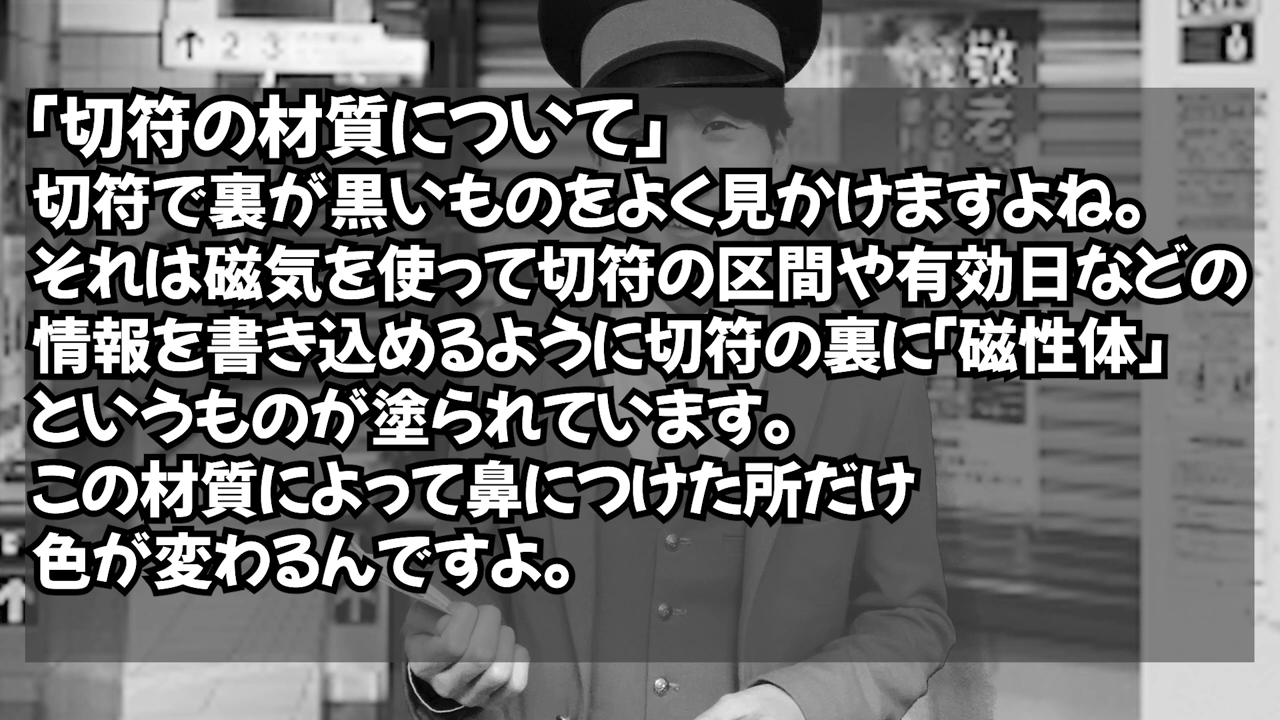 ↑ 2 3
敬
「切符の材質について」
切符で裏が黒いものをよく見かけますよね。
それは磁気を使って切符の区間や有効日などの
情報を書き込めるように切符の裏に「磁性体」
というものが塗られています。
この材質によって鼻につけた所だけ
色が変わるんですよ。